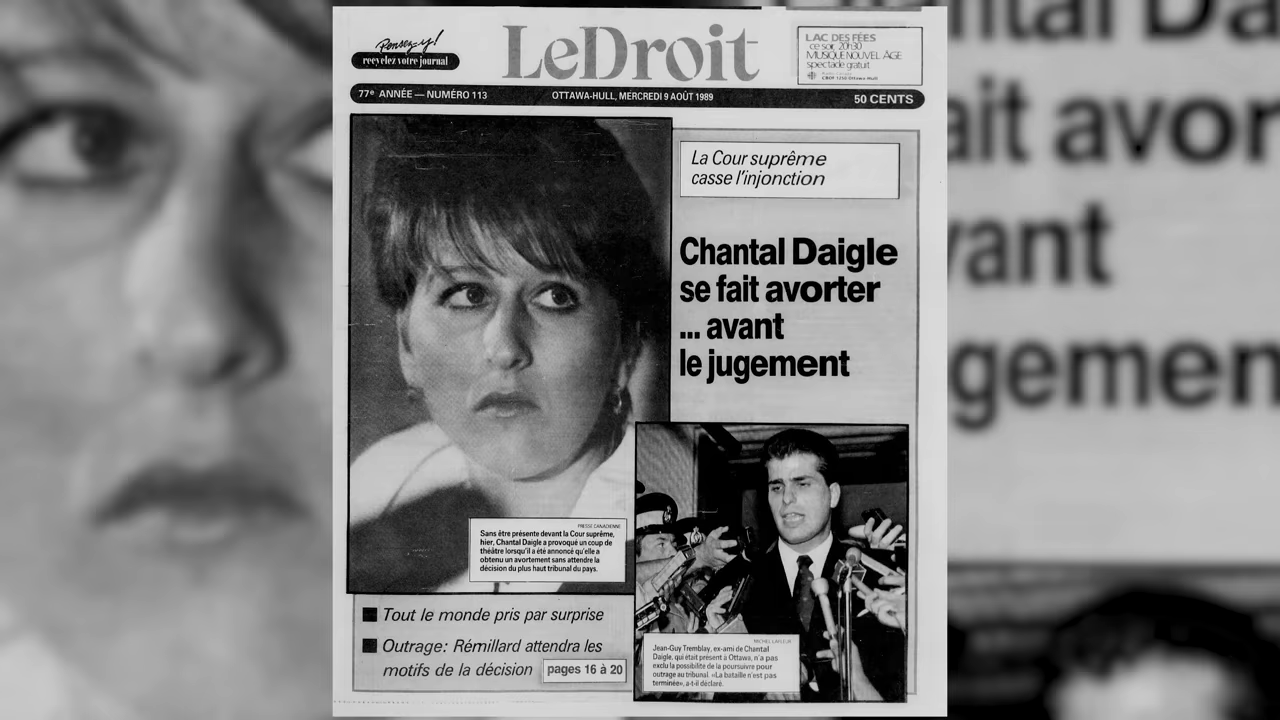 Pensez-y!
recyclez votre journal
LeDroit
LAC DES FÉES
ce soir, 20h30
MUSIQUE NOUVEL ÂGE
spectacle gratuit
77e ANNÉE — NUMÉRO 113
OTTAWA-HULL, MERCREDI 9 AOÛT 1989
50 CENTS
La Cour suprême
casse l'injonction
Chantal Daigle
se fait avorter
... avant
le jugement
PRESSE CANADIENNE
Sans être présente devant la Cour suprême,
hier, Chantal Daigle a provoqué un coup de
théâtre lorsqu'il a été annoncé qu'elle a
obtenu un avortement sans attendre la
décision du plus haut tribunal du pays.
Tout le monde pris par surprise
Outrage: Rémillard attendra les
motifs de la décision
pages 16 à 20
MICHEL LAFLEUR
Jean-Guy Tremblay, ex-ami de Chantal
Daigle, qui était présent à Ottawa, n'a pas
exclu la possibilité de la poursuivre pour
outrage au tribunal. «La bataille n'est pas
terminée», a-t-il déclaré.